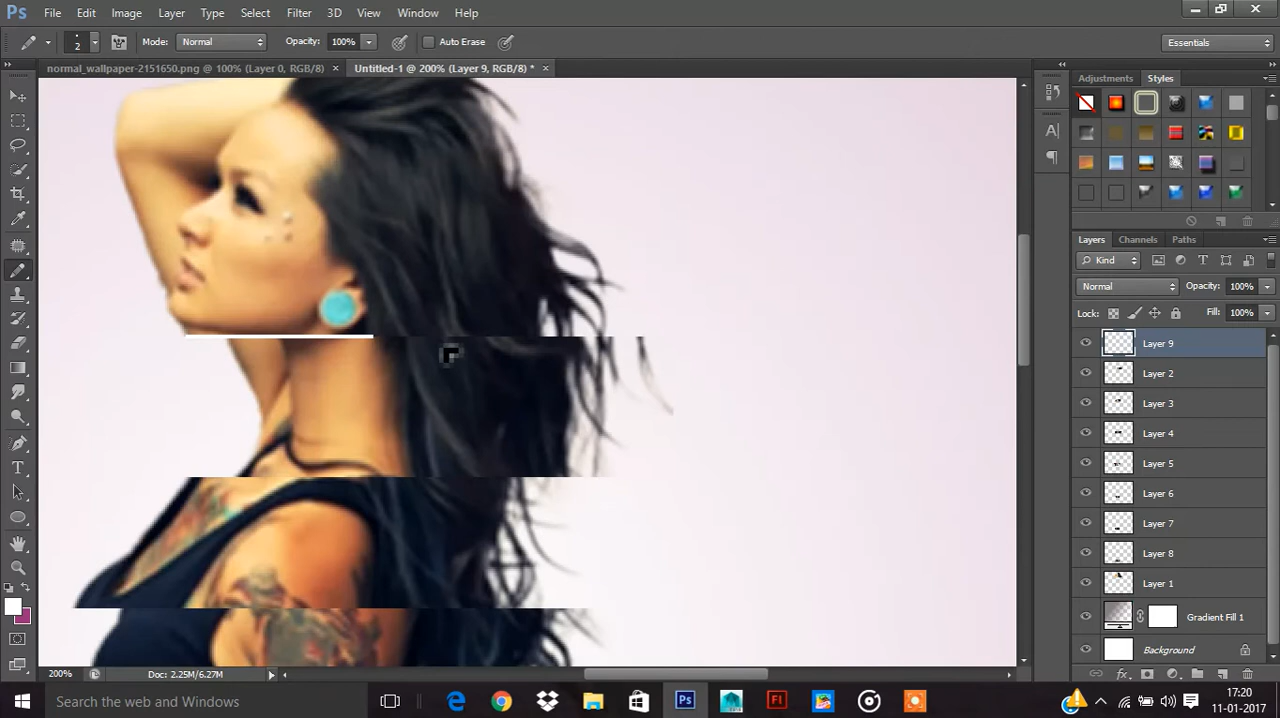 Ps File Edit Image Layer Type Select Filter 3D View Window Help
2 Mode: Normal Opacity: 100% Auto Erase Essentials
normal_wallpaper-2151650.png @ 100% (Layer 0, RGB/8) × Untitled-1 @ 200% (Layer 9, RGB/8) * ×
Adjustments Styles
Layers Channels Paths
Kind
Normal Opacity: 100%
Lock: Fill: 100%
Layer 9
Layer 2
Layer 3
Layer 4
Layer 5
Layer 6
Layer 7
Layer 8
Layer 1
Gradient Fill 1
Background
200% Doc: 2.25M/6.27M
Search the web and Windows
17:20
11-01-2017